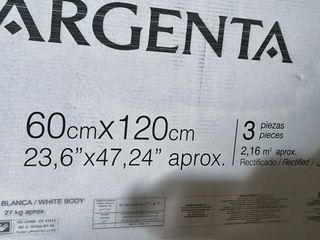 ARGENTA
60cmx120cm
23,6"x47,24" aprox.
3 piezas
pieces
2,16 m² aprox.
Rectificado / Rectified /
BLANCA / WHITE BODY
27 kg aprox.